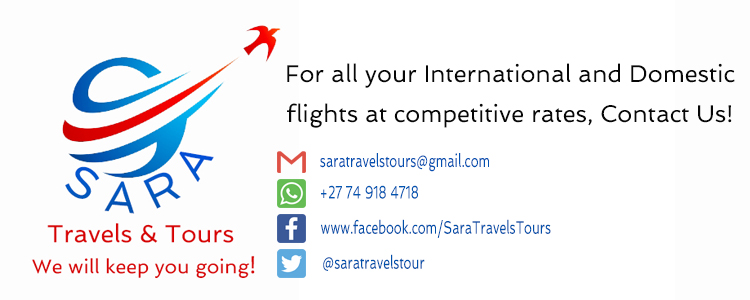 SARA
Travels & Tours
We will keep you going!
For all your International and Domestic
flights at competitive rates, Contact Us!
saratravelstours@gmail.com
+27 74 918 4718
www.facebook.com/SaraTravelsTours
@saratravelstour